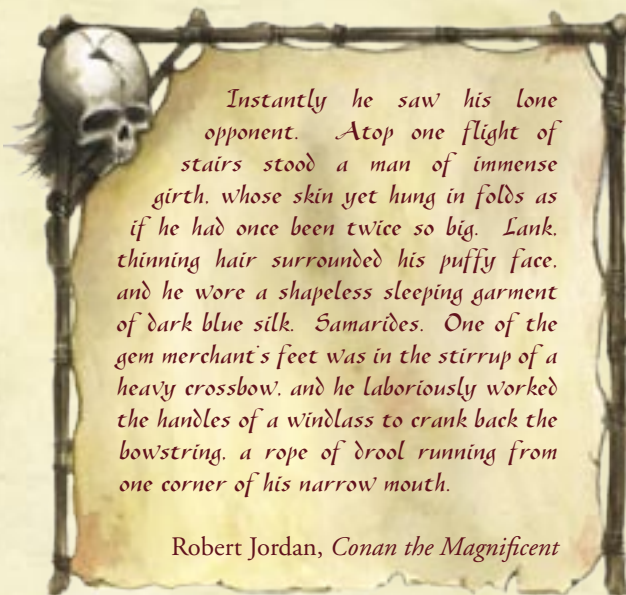 Instantly he saw his lone
opponent. Atop one flight of
stairs stood a man of immense
girth, whose skin yet hung in folds as
if he had once been twice so big. Lank,
thinning hair surrounded his puffy face,
and he wore a shapeless sleeping garment
of dark blue silk. Samarides. One of the
gem merchant's feet was in the stirrup of a
heavy crossbow, and he laboriously worked
the handles of a windlass to crank back the
bowstring, a rope of drool running from
one corner of his narrow mouth.
Robert Jordan, Conan the Magnificent